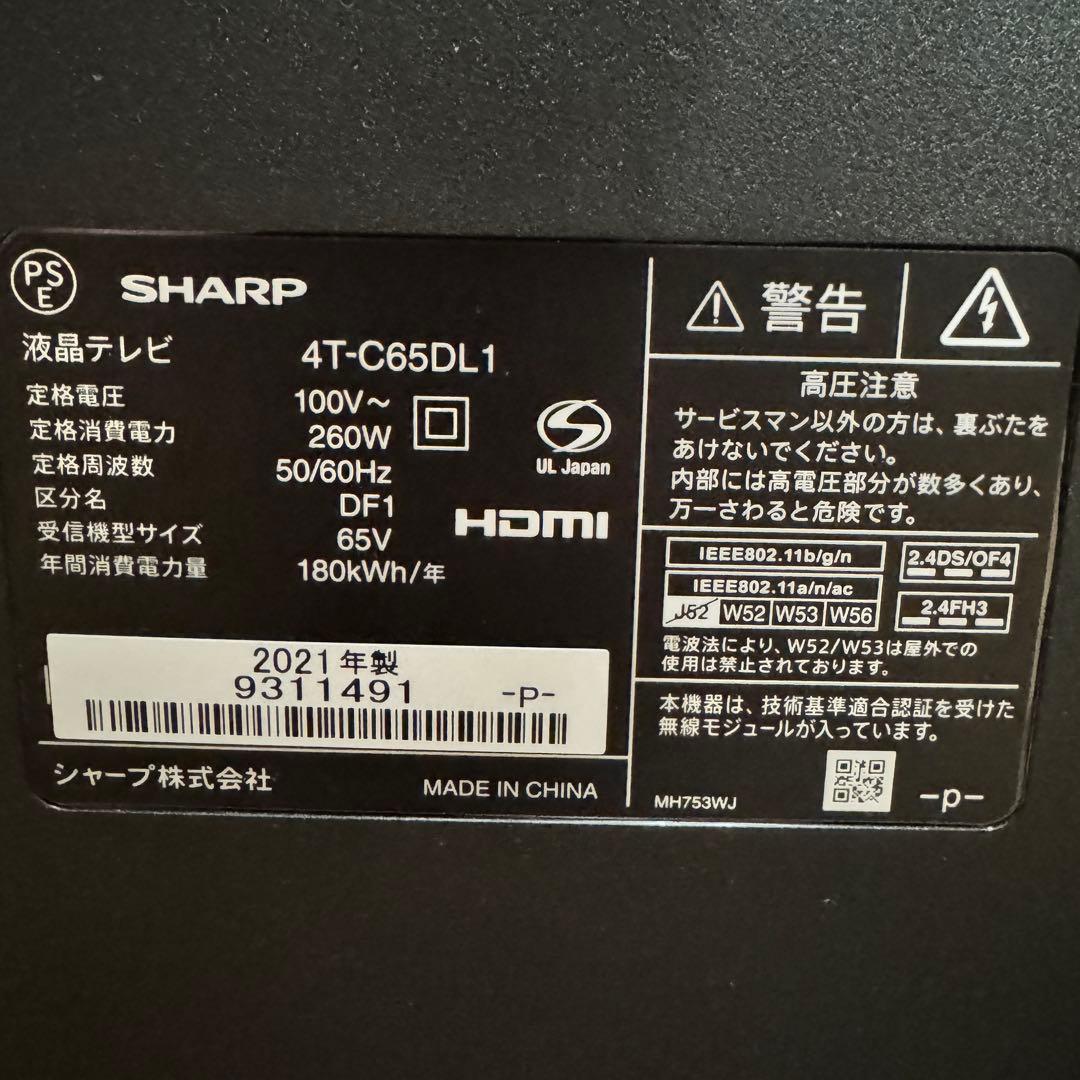 PS
E
SHARP
液晶テレビ 4T-C65DL1
定格電圧 100V~
定格消費電力 260W
定格周波数 50/60Hz
区分名 DF1
受信機型サイズ 65V
年間消費電力量 180kWh/年
UL Japan
HDMI
2021年製
9311491 -P-
シャープ株式会社 MADE IN CHINA
警告
高圧注意
サービスマン以外の方は、裏ぶたを
あけないでください。
内部には高電圧部分が数多くあり、
万一さわると危険です。
IEEE802.11b/g/n
IEEE802.11a/n/ac
J52 W52 W53 W56
2.4DS/OF4
2.4FH3
電波法により、W52/W53は屋外での
使用は禁止されております。
本機器は、技術基準適合認証を受けた
無線モジュールが入っています。
MH753WJ -P-